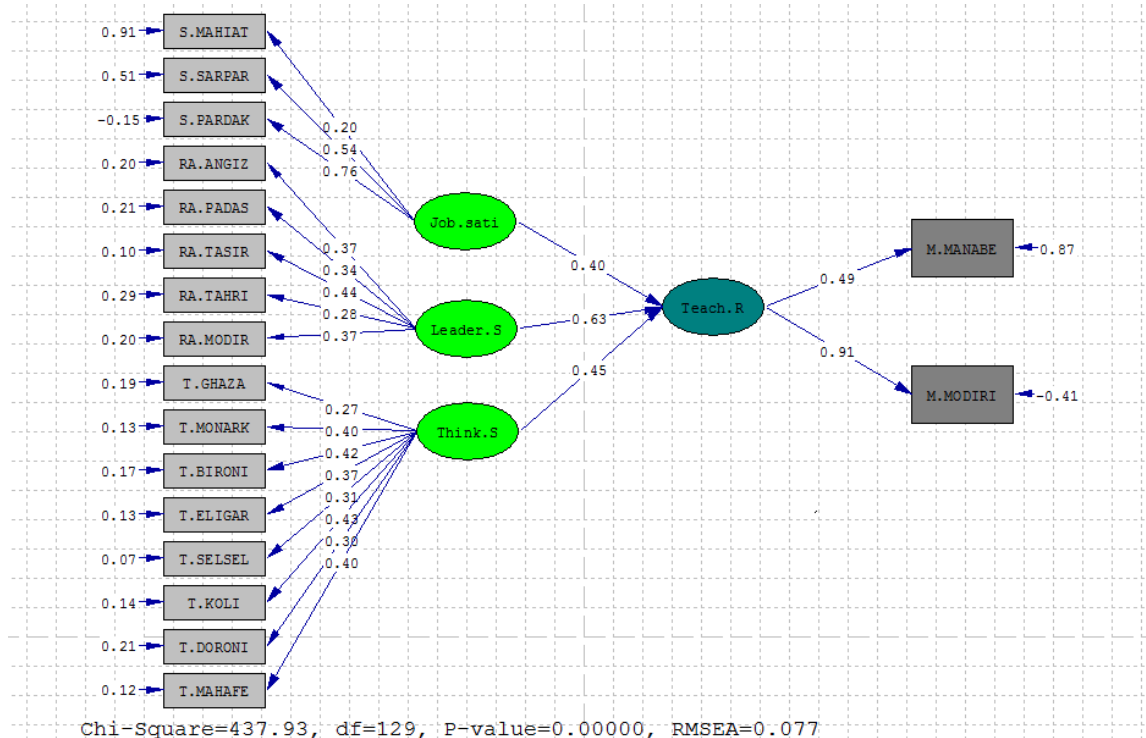 0.91 S.MAHIAT
0.51 S.SARPAR
-0.15 S.PARDAK
0.20 RA.ANGIZ
0.21 RA.PADAS
0.10 RA.TASIR
0.29 RA.TAHRI
0.20 RA.MODIR
0.19 T.GHAZA
0.13 T.MONARK
0.17 T.BIRONI
0.13 T.ELIGAR
0.07 T.SELSEL
0.14 T.KOLI
0.21 T.DORONI
0.12 T.MAHAFE
0.20
0.54
0.76
0.37
0.34
0.44
0.28
0.37
0.27
0.40
0.42
0.37
0.31
0.43
0.30
0.40
Job.sati
Leader.S
Think.S
0.40
0.63
0.45
Teach.R
0.49
0.91
M.MANABE 0.87
M.MODIRI -0.41
Chi-Square=437.93, df=129, P-value=0.00000, RMSEA=0.077